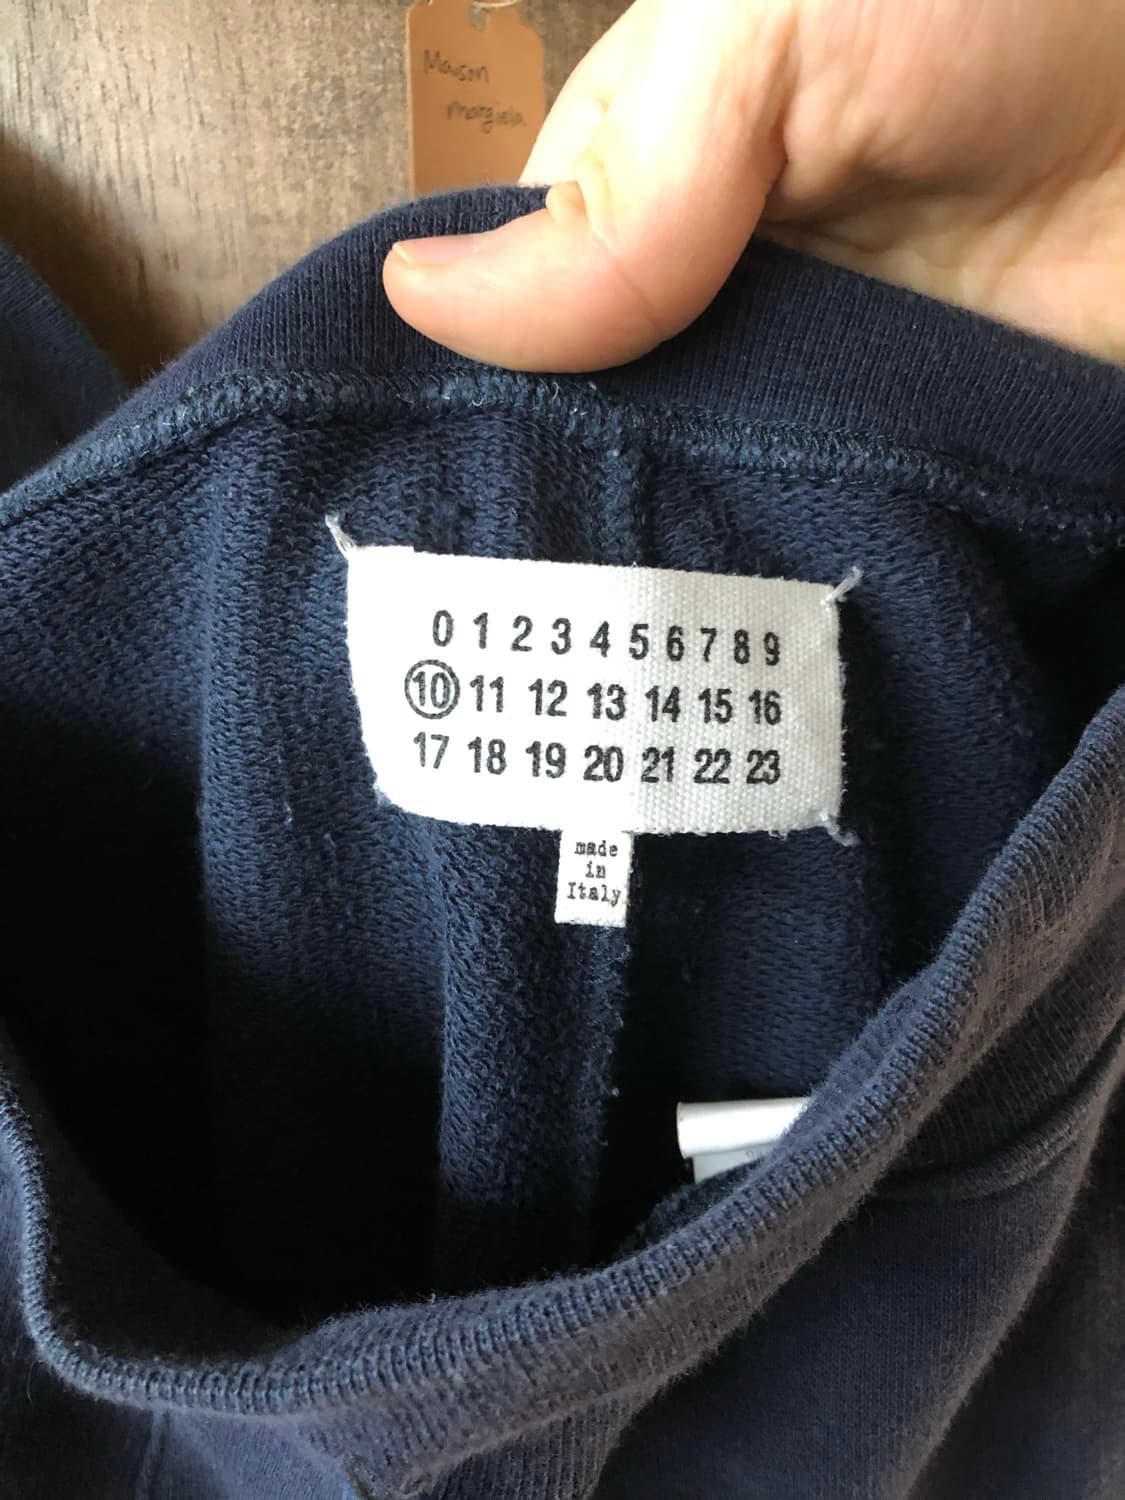 Maison
margiela
0 1 2 3 4 5 6 7 8 9
10 11 12 13 14 15 16
17 18 19 20 21 22 23
made
in
Italy